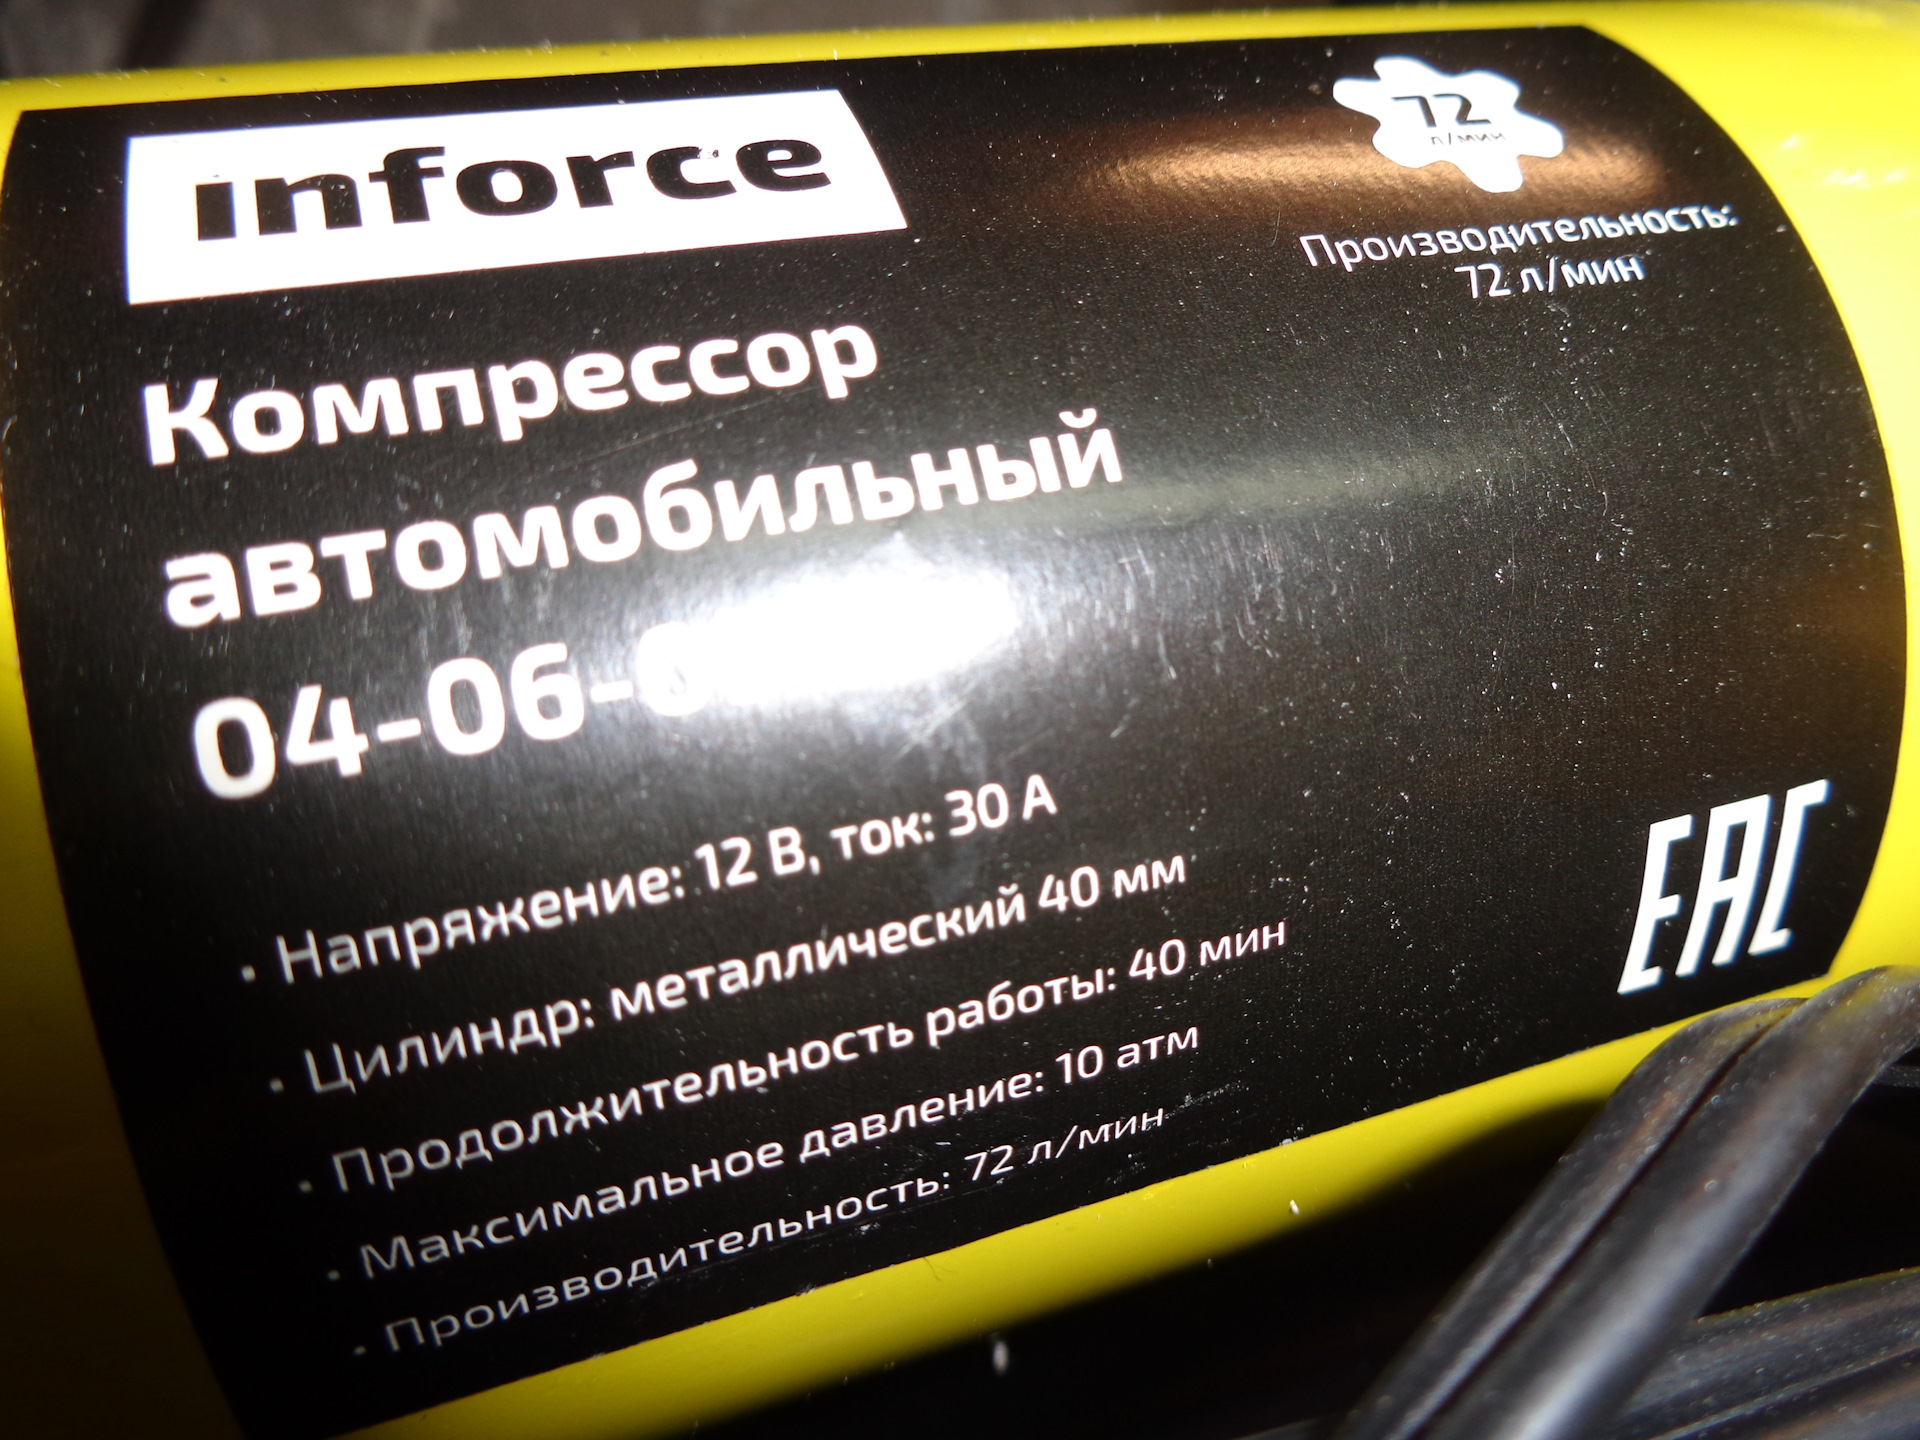 inforce
72
л/мин
Производительность:
72 л/мин
Компрессор
автомобильный
04-06-
• Напряжение: 12 В, ток: 30 А
• Цилиндр: металлический 40 мм
• Продолжительность работы: 40 мин
• Максимальное давление: 10 атм
• Производительность: 72 л/мин
EAC